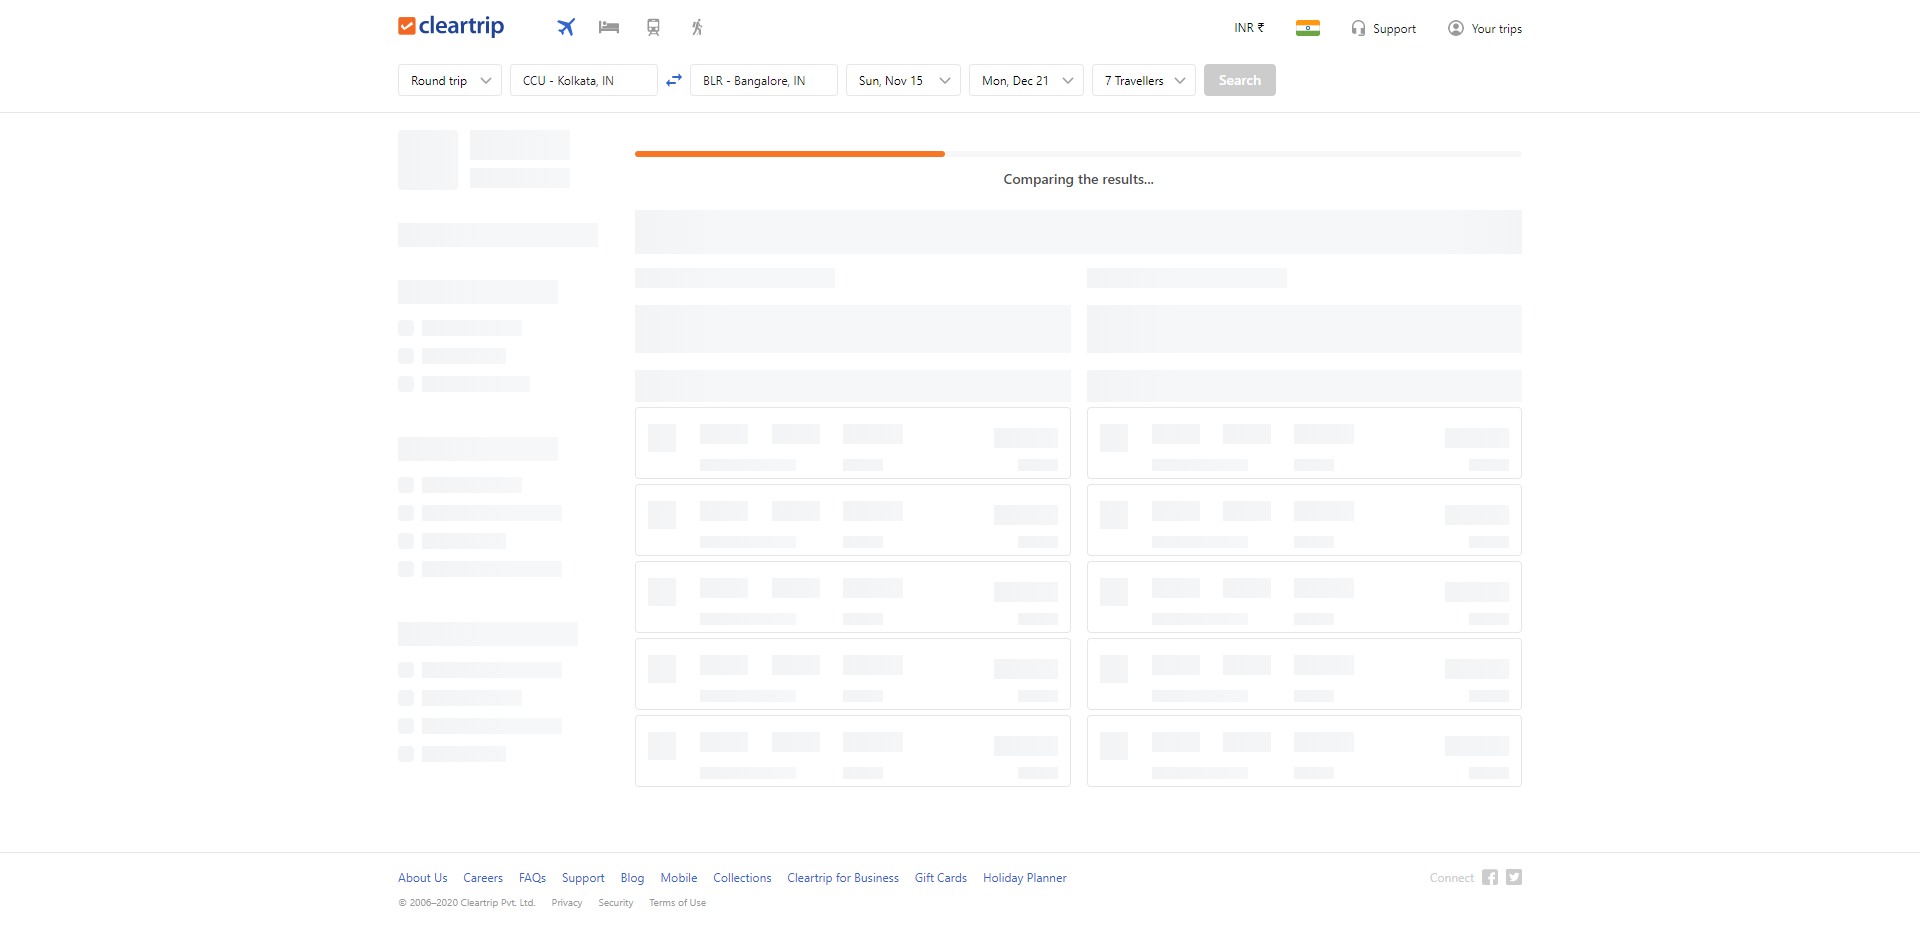 cleartrip
INR ₹
Support
Your trips
Round trip
CCU - Kolkata, IN
BLR - Bangalore, IN
Sun, Nov 15
Mon, Dec 21
7 Travellers
Search
Comparing the results...
About Us Careers FAQs Support Blog Mobile Collections Cleartrip for Business Gift Cards Holiday Planner
Connect
© 2006–2020 Cleartrip Pvt. Ltd. Privacy Security Terms of Use